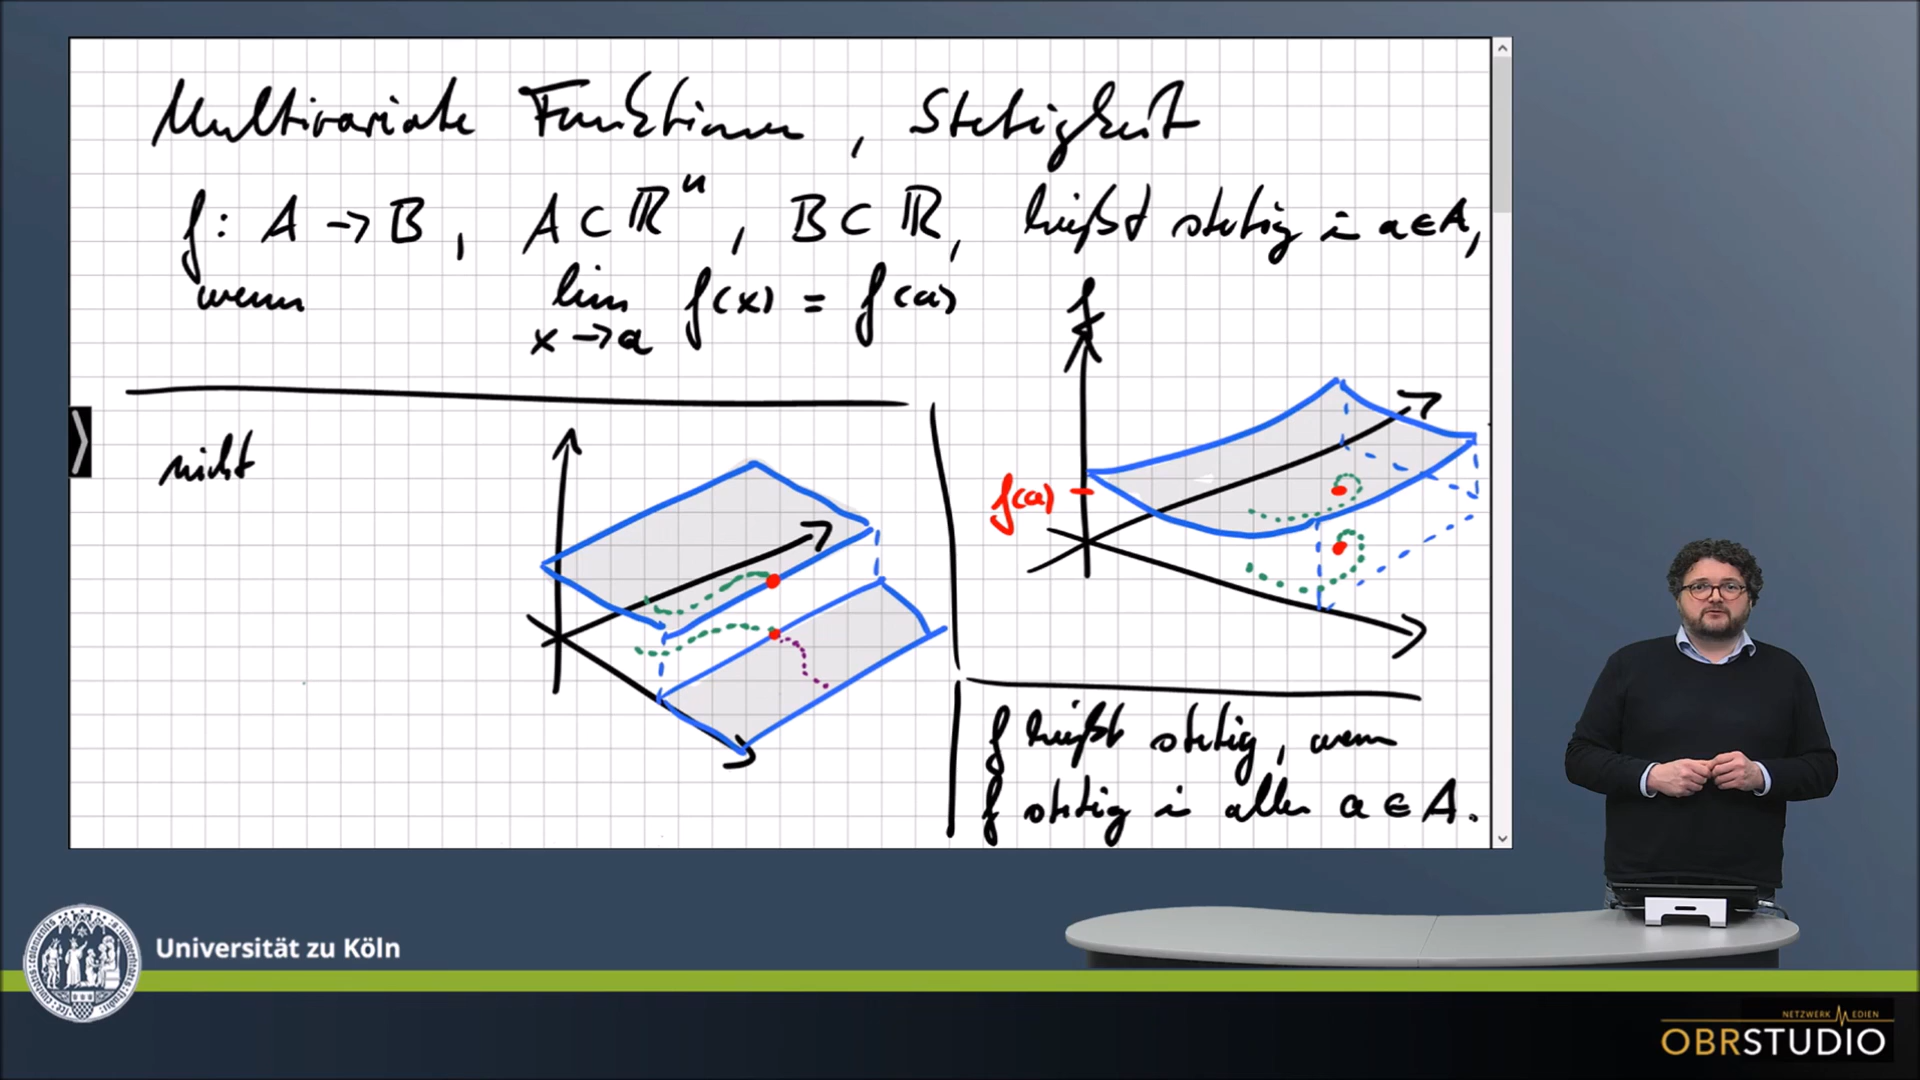 Multivariate Funktionen, Stetigkeit
f: A → B, A ⊂ ℝⁿ, B ⊂ ℝ, heißt stetig in a ∈ A,
wenn lim f(x) = f(a)
x → a
f
nicht
f(a)
f heißt stetig, wenn
f stetig in allen a ∈ A.
Universität zu Köln
NETZWERK MEDIEN
OBRSTUDIO